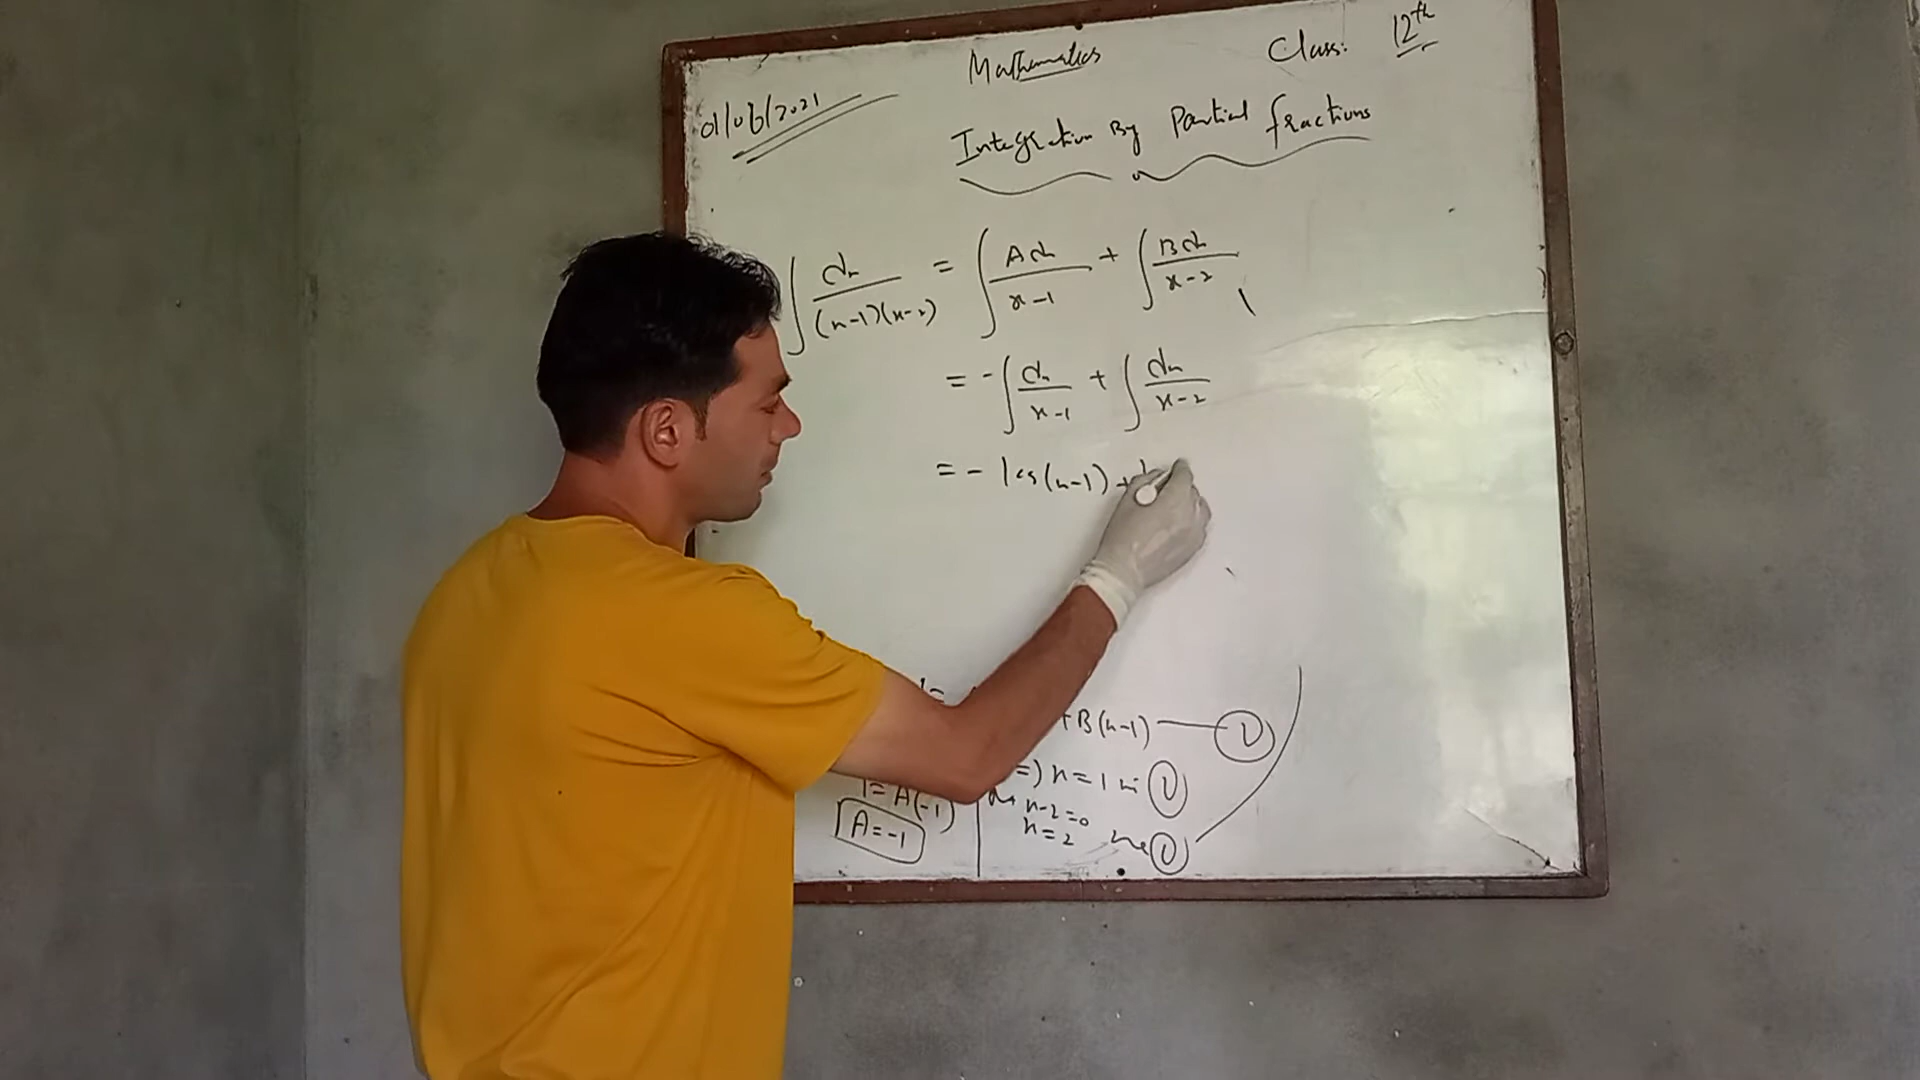 Mathematics Class: 12th
01/06/2021
Integration By Partial fractions
∫ dx/(x-1)(x-2) = ∫ A dx/x-1 + ∫ B dx/x-2
= - ∫ dx/x-1 + ∫ dx/x-2
= - log(x-1) +
1=
+B(x-1) — ①
=) x = 1 in ①
1 = A(-1)
x-2=0
x=2 ①
A=-1